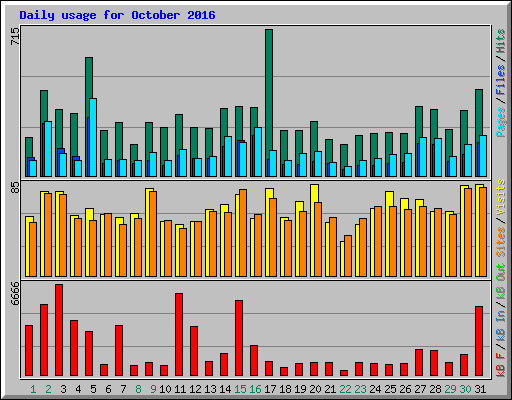 Daily usage for October 2016
715
Pages / Files / Hits
85
Sites / Visits
6666
kB F / kB In / kB Out
1 2 3 4 5 6 7 8 9 10 11 12 13 14 15 16 17 18 19 20 21 22 23 24 25 26 27 28 29 30 31